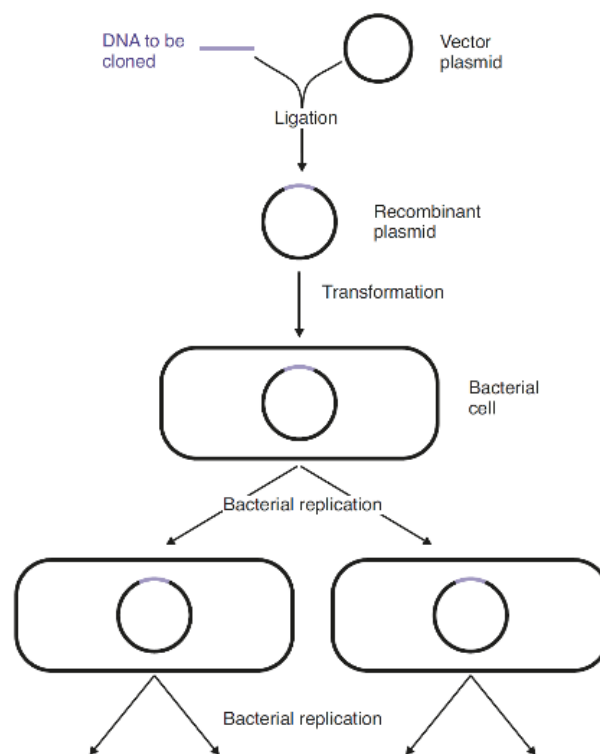 DNA to be
cloned
Vector
plasmid
Ligation
Recombinant
plasmid
Transformation
Bacterial
cell
Bacterial replication
Bacterial replication